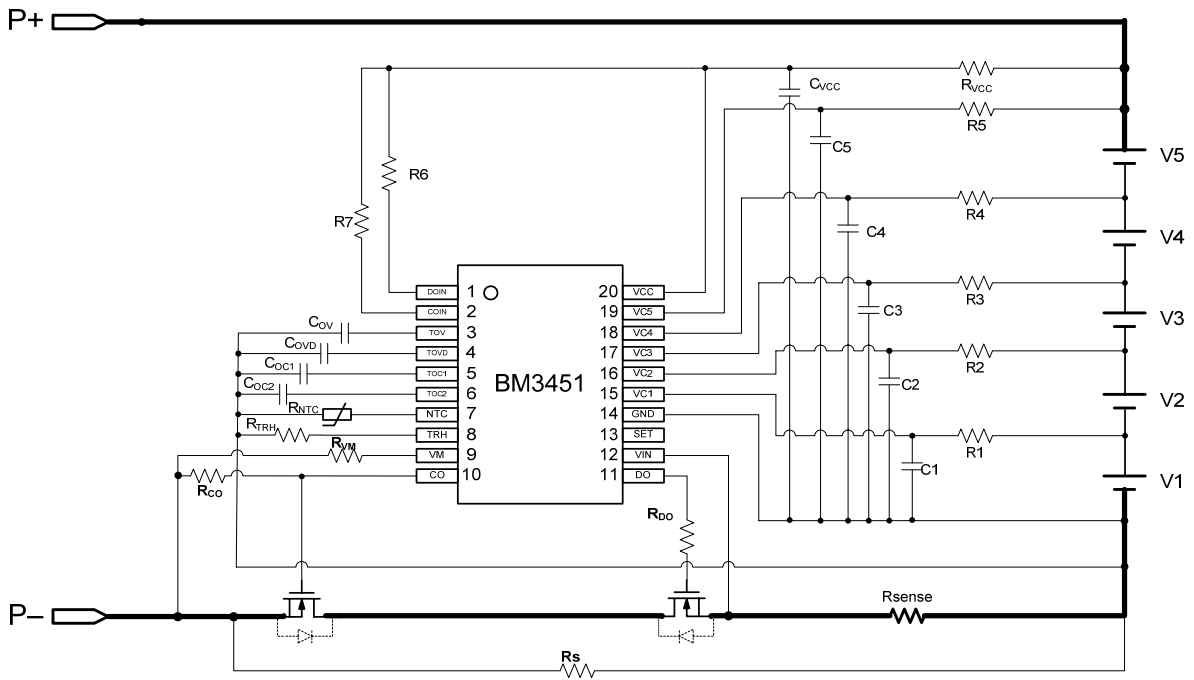 P+
CVCC
RVCC
R5
C5
V5
R6
R7
R4
C4
V4
R3
C3
V3
DOIN 1 20 VCC
COIN 2 19 VC5
COV TOV 3 18 VC4
COVD TOVD 4 17 VC3
COC1 TOC1 5 16 VC2
COC2 TOC2 6 15 VC1
RNTC NTC 7 14 GND
RTRH TRH 8 13 SET
RVM VM 9 12 VIN
RCO CO 10 11 DO
BM3451
R2
C2
V2
R1
C1
V1
RDO
P–
Rsense
Rs